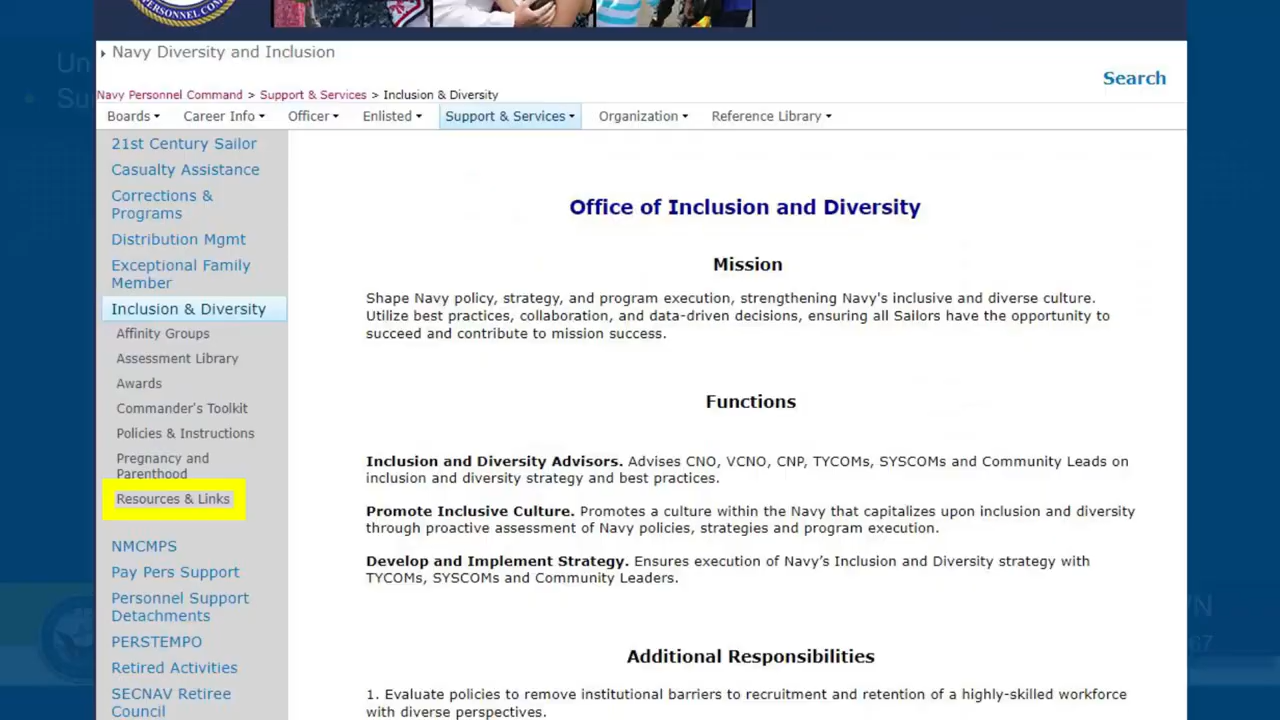 PERSONNEL COM
Navy Diversity and Inclusion
Search
Navy Personnel Command > Support & Services > Inclusion & Diversity
Boards Career Info Officer Enlisted Support & Services Organization Reference Library
21st Century Sailor
Casualty Assistance
Corrections &
Programs
Distribution Mgmt
Exceptional Family
Member
Inclusion & Diversity
Affinity Groups
Assessment Library
Awards
Commander's Toolkit
Policies & Instructions
Pregnancy and
Parenthood
Resources & Links
NMCMPS
Pay Pers Support
Personnel Support
Detachments
PERSTEMPO
Retired Activities
SECNAV Retiree
Council
Office of Inclusion and Diversity
Mission
Shape Navy policy, strategy, and program execution, strengthening Navy's inclusive and diverse culture.
Utilize best practices, collaboration, and data-driven decisions, ensuring all Sailors have the opportunity to
succeed and contribute to mission success.
Functions
Inclusion and Diversity Advisors. Advises CNO, VCNO, CNP, TYCOMs, SYSCOMs and Community Leads on
inclusion and diversity strategy and best practices.
Promote Inclusive Culture. Promotes a culture within the Navy that capitalizes upon inclusion and diversity
through proactive assessment of Navy policies, strategies and program execution.
Develop and Implement Strategy. Ensures execution of Navy’s Inclusion and Diversity strategy with
TYCOMs, SYSCOMs and Community Leaders.
Additional Responsibilities
1. Evaluate policies to remove institutional barriers to recruitment and retention of a highly-skilled workforce
with diverse perspectives.